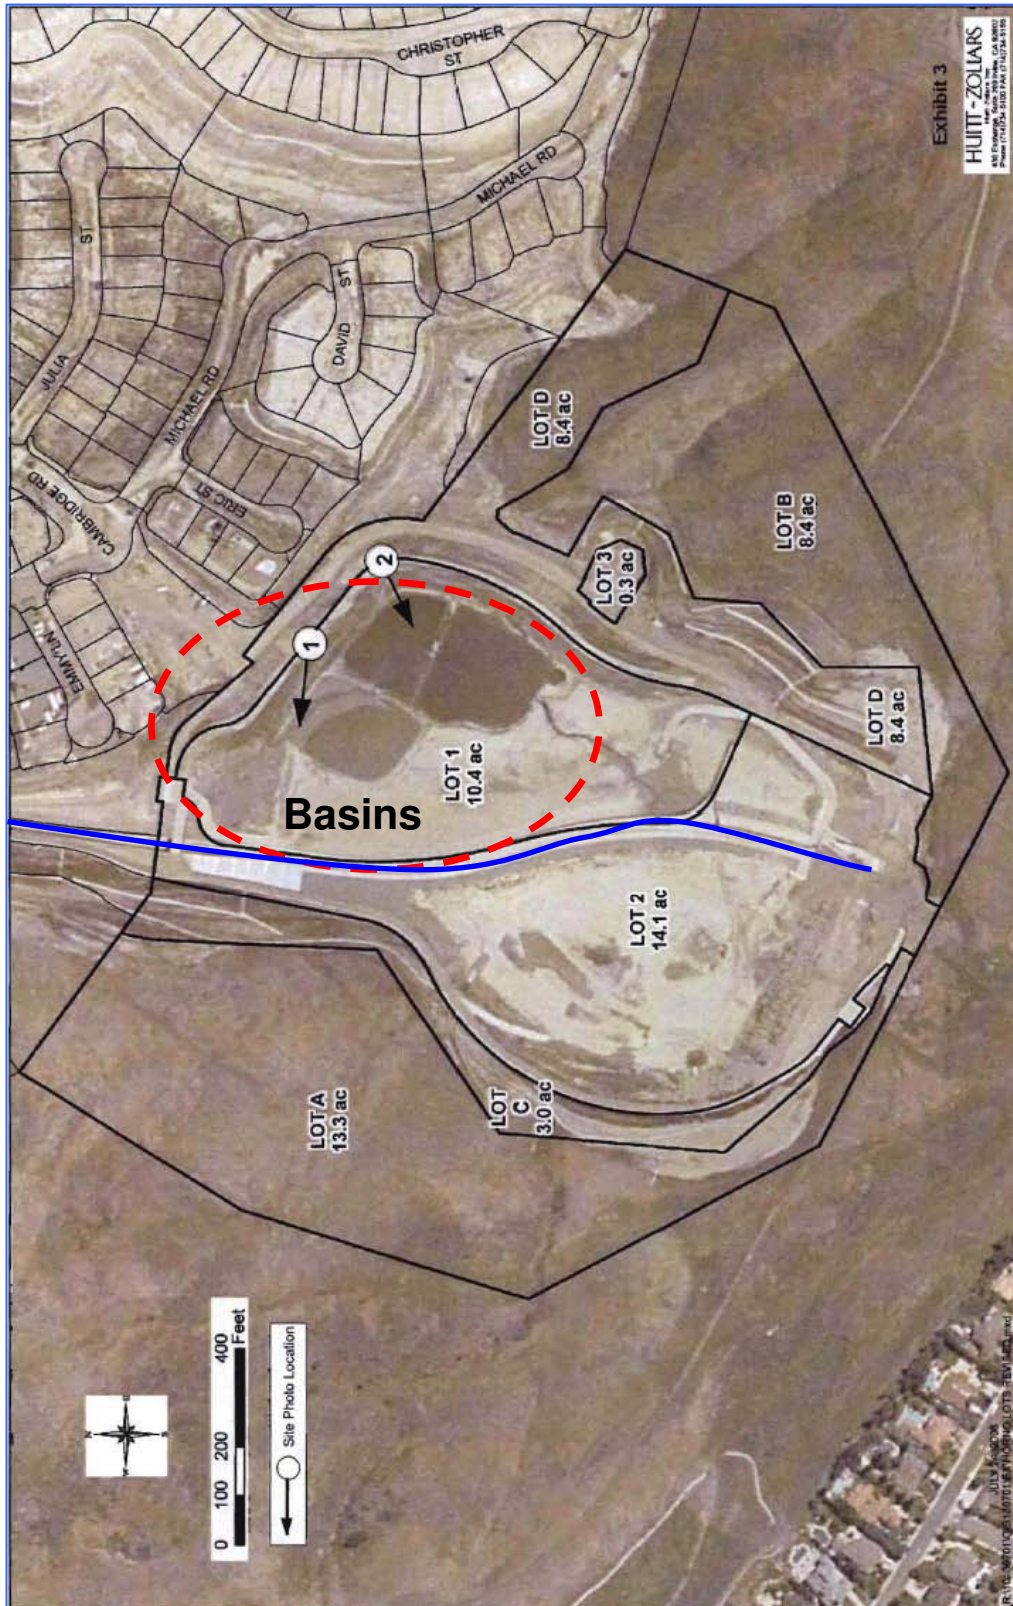 CHRISTOPHER
ST
MICHAEL RD
ST
JULIA
MICHAEL RD
DAVID
ST
CAMBRIDGE RD
ERIC ST
EMMYLN
Exhibit 3
HUITT-ZOLLARS
LOT D
8.4 ac
LOT B
8.4 ac
LOT 3
0.3 ac
LOT D
8.4 ac
2
1
LOT 1
10.4 ac
Basins
LOT 2
14.1 ac
LOT A
13.3 ac
LOT
C
3.0 ac
N
W
S
0 100 200 400
Feet
Site Photo Location